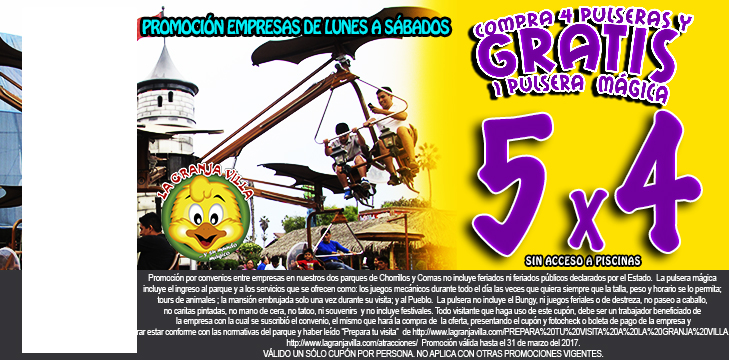 PROMOCIÓN EMPRESAS DE LUNES A SÁBADOS
COMPRA 4 PULSERAS Y
GRATIS
1 PULSERA MÁGICA
5 x 4
SIN ACCESO A PISCINAS
LA GRANJA VILLA
Promoción por convenios entre empresas en nuestros dos parques de Chorrillos y Comas no incluye feriados ni feriados públicos declarados por el Estado. La pulsera mágica
incluye el ingreso al parque y a los servicios que se ofrecen como: los juegos mecánicos durante todo el día las veces que quiera siempre que la talla, peso y horario se lo permita;
tours de animales ; la mansión embrujada solo una vez durante su visita; y al Pueblo. La pulsera no incluye el Bungy, ni juegos feriales o de destreza, no paseo a caballo,
no caritas pintadas, no mano de cera, no tatoo, ni souvenirs y no incluye festivales. Todo visitante que haga uso de este cupón, debe ser un trabajador beneficiado de
la empresa con la cual se suscribió el convenio, el mismo que hará la compra de la oferta, presentando el cupón y fotocheck o boleta de pago de la empresa y
rar estar conforme con las normativas del parque y haber leído "Prepara tu visita" de http://www.lagranjavilla.com/PREPARA%20TU%20VISITA%20A%20LA%20GRANJA%20VILLA
http://www.lagranjavilla.com/atracciones/ Promoción válida hasta el 31 de marzo del 2017.
VÁLIDO UN SÓLO CUPÓN POR PERSONA. NO APLICA CON OTRAS PROMOCIONES VIGENTES.